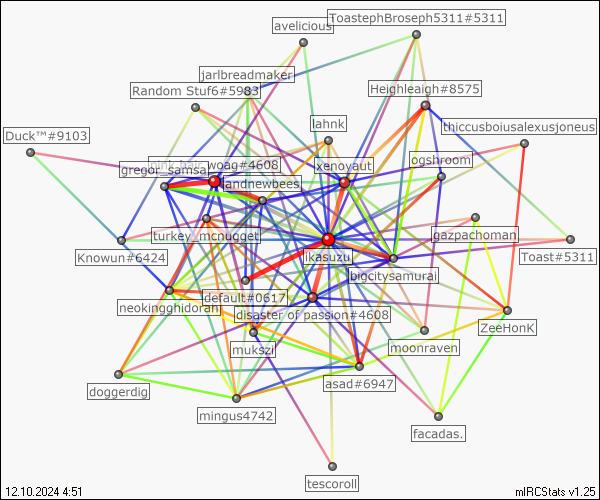 ToastephBroseph5311#5311
avelicious
jarlbreadmaker
Random Stuf6#5983
Heighleaigh#8575
lahnk
thiccusboiusalexusjoneus
Duck™#9103
ogshroom
woag#4608
xenoyaut
gregor_samsa_
landnewbees
gazpachoman
turkey_mcnugget
ikasuzu
Toast#5311
Knowun#6424
bigcitysamurai
default#0617
neokingghidorah
disaster of passion#4608
ZeeHonK
mukszi
moonraven
asad#6947
doggerdig
mingus4742
facadas.
tescoroll
12.10.2024 4:51
mIRCStats v1.25